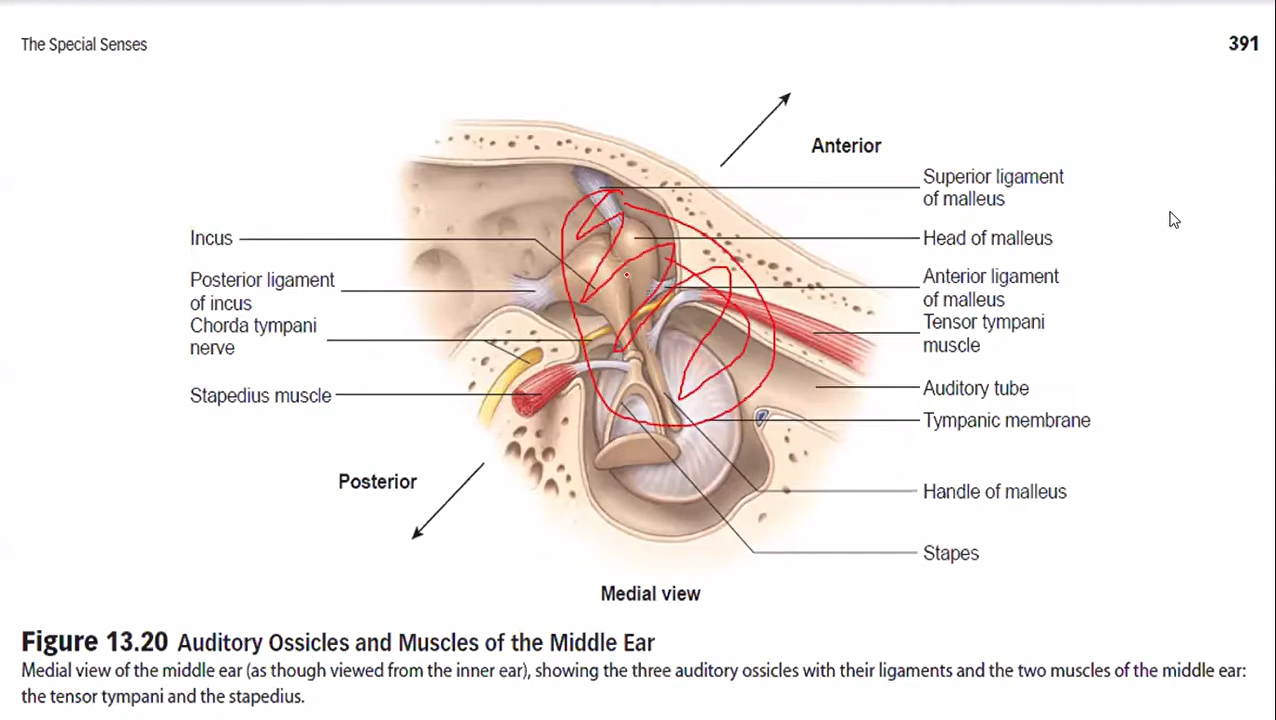 The Special Senses
391
Anterior
Superior ligament
of malleus
Incus
Head of malleus
Posterior ligament
of incus
Anterior ligament
of malleus
Chorda tympani
nerve
Tensor tympani
muscle
Stapedius muscle
Auditory tube
Tympanic membrane
Posterior
Handle of malleus
Stapes
Medial view
Figure 13.20 Auditory Ossicles and Muscles of the Middle Ear
Medial view of the middle ear (as though viewed from the inner ear), showing the three auditory ossicles with their ligaments and the two muscles of the middle ear:
the tensor tympani and the stapedius.